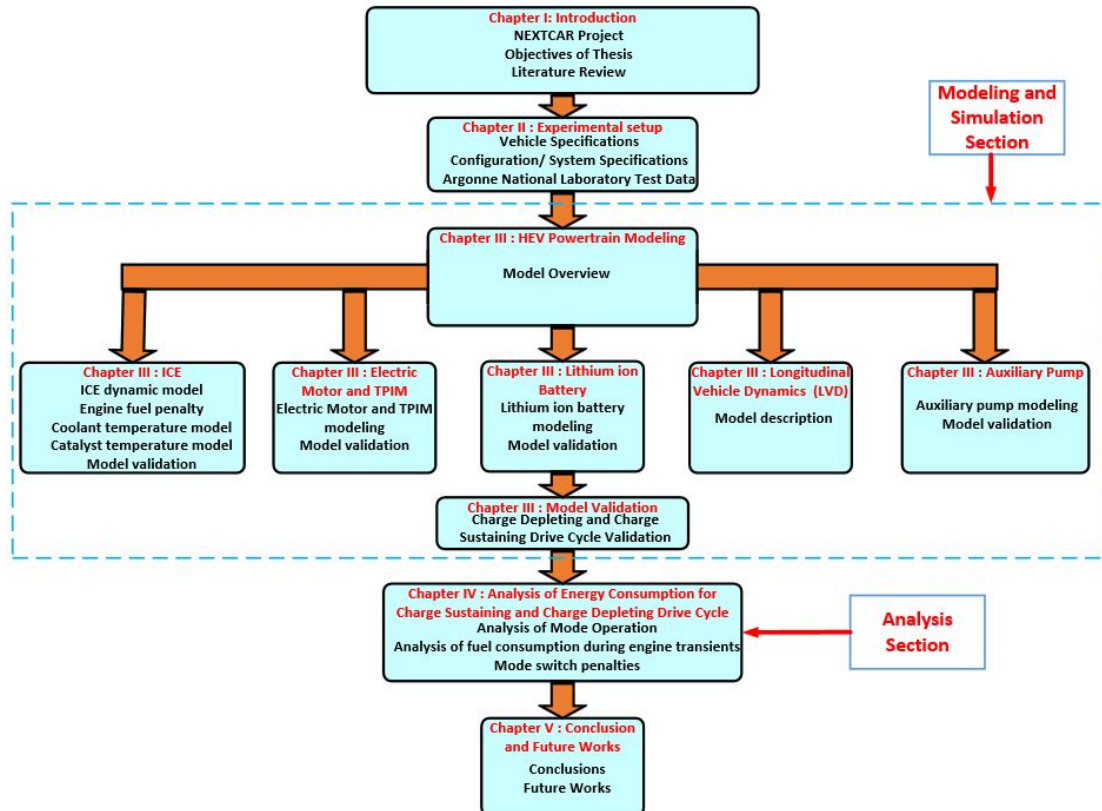 Chapter I: Introduction
NEXTCAR Project
Objectives of Thesis
Literature Review
Modeling and
Simulation
Section
Chapter II : Experimental setup
Vehicle Specifications
Configuration/ System Specifications
Argonne National Laboratory Test Data
Chapter III : HEV Powertrain Modeling
Model Overview
Chapter III : ICE
ICE dynamic model
Engine fuel penalty
Coolant temperature model
Catalyst temperature model
Model validation
Chapter III : Electric
Motor and TPIM
Electric Motor and TPIM
modeling
Model validation
Chapter III : Lithium ion
Battery
Lithium ion battery
modeling
Model validation
Chapter III : Longitudinal
Vehicle Dynamics (LVD)
Model description
Chapter III : Auxiliary Pump
Auxiliary pump modeling
Model validation
Chapter III : Model Validation
Charge Depleting and Charge
Sustaining Drive Cycle Validation
Chapter IV : Analysis of Energy Consumption for
Charge Sustaining and Charge Depleting Drive Cycle
Analysis of Mode Operation
Analysis of fuel consumption during engine transients
Mode switch penalties
Analysis
Section
Chapter V : Conclusion
and Future Works
Conclusions
Future Works